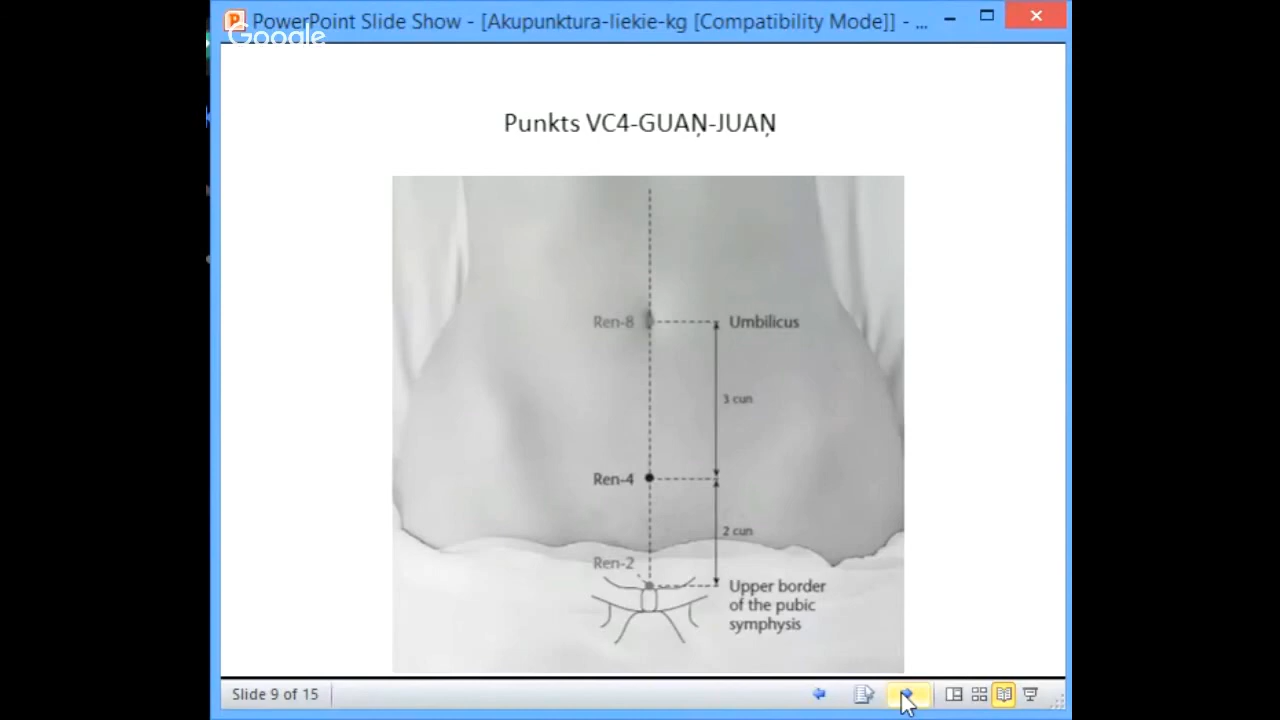 PowerPoint Slide Show - [Akupunktura-liekie-kg [Compatibility Mode]] - ...
Google
Punkts VC4-GUAŅ-JUAŅ
Ren-8
Umbilicus
3 cun
Ren-4
2 cun
Ren-2
Upper border
of the pubic
symphysis
Slide 9 of 15